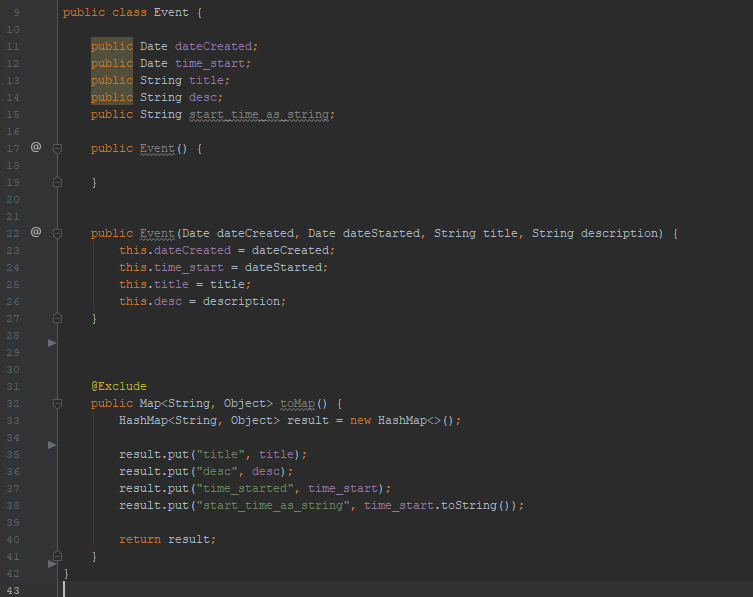 9 public class Event {
10
11 public Date dateCreated;
12 public Date time_start;
13 public String title;
14 public String desc;
15 public String start_time_as_string;
16
17 @ public Event() {
18
19 }
20
21
22 @ public Event(Date dateCreated, Date dateStarted, String title, String description) {
23 this.dateCreated = dateCreated;
24 this.time_start = dateStarted;
25 this.title = title;
26 this.desc = description;
27 }
28
29
30
31 @Exclude
32 public Map<String, Object> toMap() {
33 HashMap<String, Object> result = new HashMap<>();
34
35 result.put("title", title);
36 result.put("desc", desc);
37 result.put("time_started", time_start);
38 result.put("start_time_as_string", time_start.toString());
39
40 return result;
41 }
42 }
43